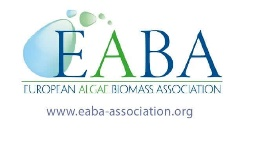 EABA
EUROPEAN ALGAE BIOMASS ASSOCIATION
www.eaba-association.org